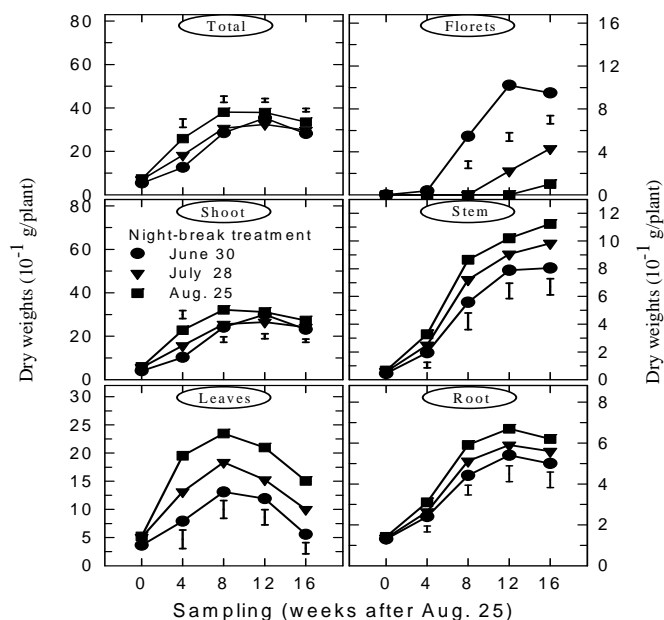 Total
Florets
80
60
40
20
0
16
12
8
4
0
Shoot
Stem
Night-break treatment
June 30
July 28
Aug. 25
80
60
40
20
0
12
10
8
6
4
2
0
Leaves
Root
30
25
20
15
10
5
0
8
6
4
2
0
0 4 8 12 16
0 4 8 12 16
Sampling (weeks after Aug. 25)
Dry weights (10⁻¹ g/plant)
Dry weights (10⁻¹ g/plant)